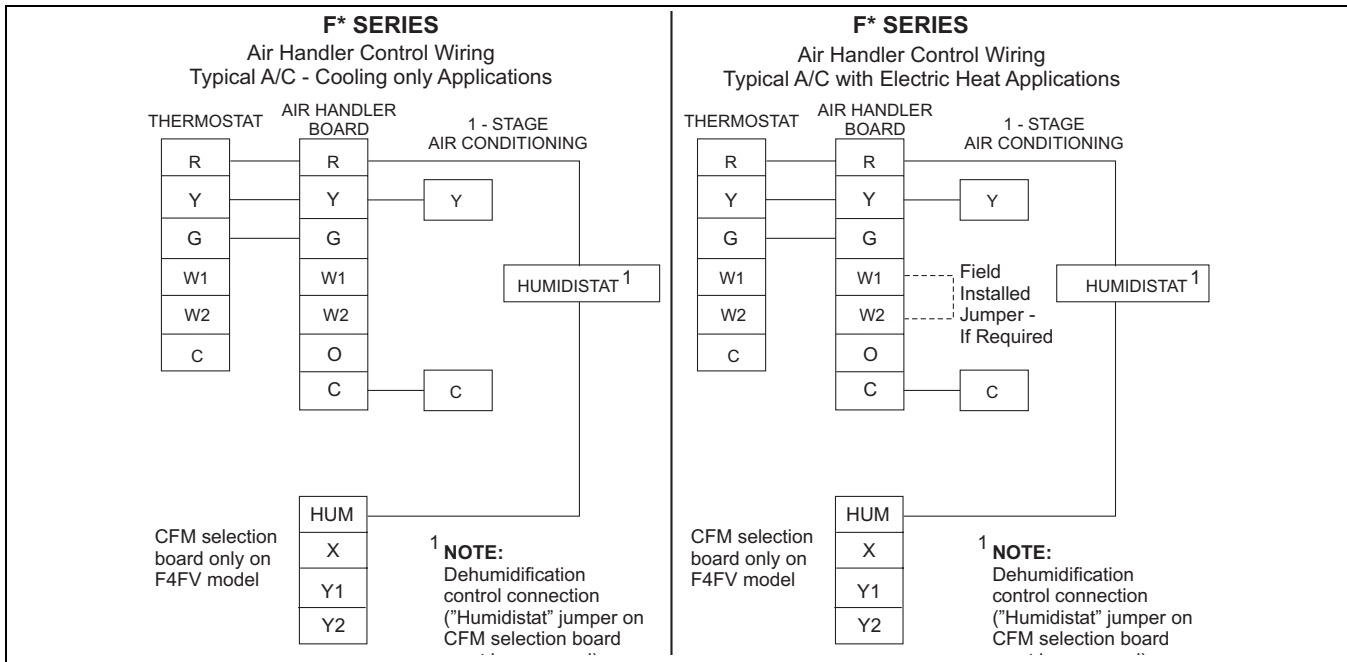 F* SERIES
Air Handler Control Wiring
Typical A/C - Cooling only Applications
THERMOSTAT
AIR HANDLER
BOARD
1 - STAGE
AIR CONDITIONING
R
R
Y
Y
Y
G
G
W1
W1
HUMIDISTAT 1
W2
W2
C
O
C
C
HUM
X
Y1
Y2
CFM selection
board only on
F4FV model
1 NOTE:
Dehumidification
control connection
("Humidistat" jumper on
CFM selection board
F* SERIES
Air Handler Control Wiring
Typical A/C with Electric Heat Applications
THERMOSTAT
AIR HANDLER
BOARD
1 - STAGE
AIR CONDITIONING
R
R
Y
Y
Y
G
G
W1
W1
W2
W2
Field
Installed
Jumper -
If Required
HUMIDISTAT 1
C
O
C
C
HUM
X
Y1
Y2
CFM selection
board only on
F4FV model
1 NOTE:
Dehumidification
control connection
("Humidistat" jumper on
CFM selection board